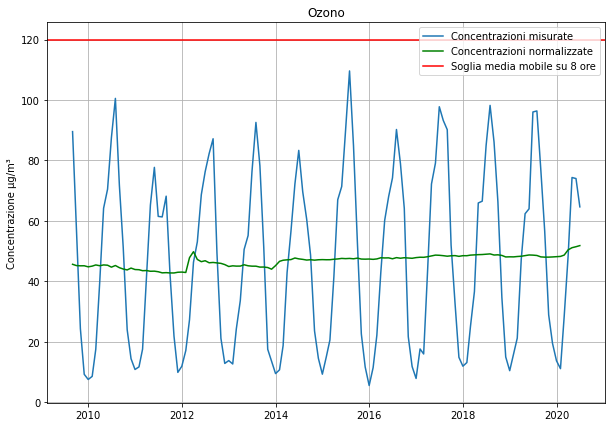 Ozono
Concentrazioni misurate
Concentrazioni normalizzate
Soglia media mobile su 8 ore
Concentrazione µg/m³
120
100
80
60
40
20
0
2010 2012 2014 2016 2018 2020